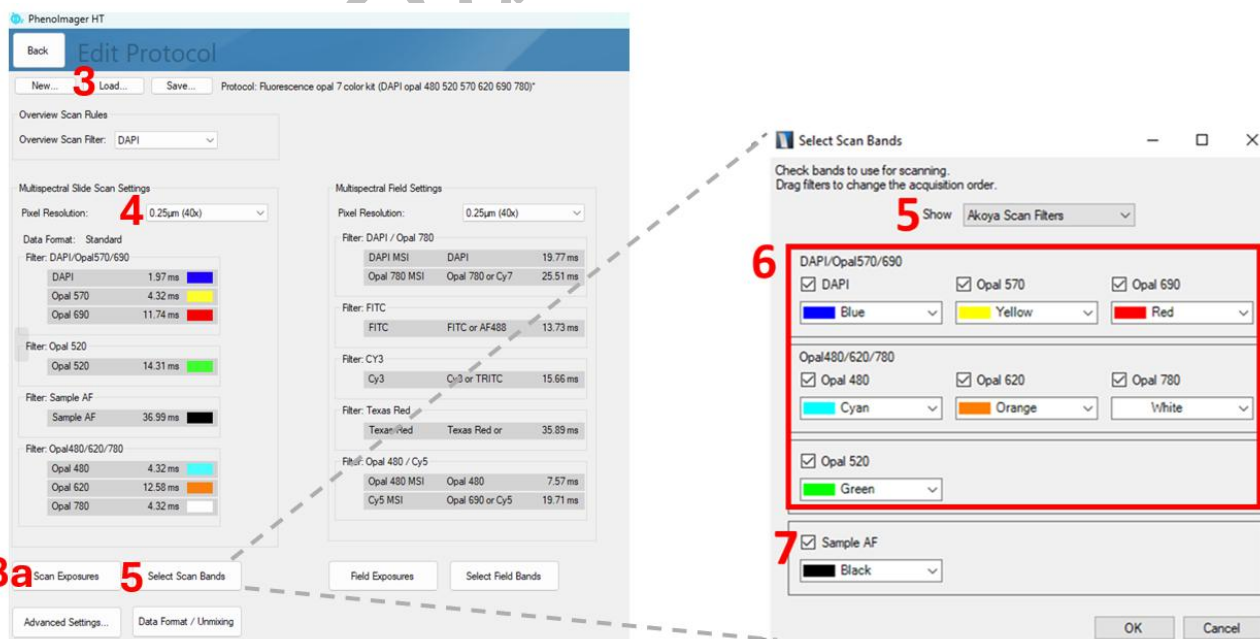 PhenoImager HT
Back
Edit Protocol
New...
3
Load...
Save...
Protocol: Fluorescence opal 7 color kit (DAPI opal 480 520 570 620 690 780)*
Overview Scan Rules
Overview Scan Filter: DAPI
Multispectral Slide Scan Settings
Pixel Resolution: 4 0.25µm (40x)
Data Format: Standard
Filter: DAPI/Opal570/690
DAPI 1.97 ms
Opal 570 4.32 ms
Opal 690 11.74 ms
Filter: Opal 520
Opal 520 14.31 ms
Filter: Sample AF
Sample AF 36.99 ms
Filter: Opal480/620/780
Opal 480 4.32 ms
Opal 620 12.58 ms
Opal 780 4.32 ms
Multispectral Field Settings
Pixel Resolution: 0.25µm (40x)
Filter: DAPI / Opal 780
DAPI MSI DAPI 19.77 ms
Opal 780 MSI Opal 780 or Cy7 25.51 ms
Filter: FITC
FITC FITC or AF488 13.73 ms
Filter: CY3
Cy3 Cy3 or TRITC 15.66 ms
Filter: Texas Red
Texas Red Texas Red or 35.89 ms
Filter: Opal 480 / Cy5
Opal 480 MSI Opal 480 7.57 ms
Cy5 MSI Opal 690 or Cy5 19.71 ms
Scan Exposures
5
Select Scan Bands
Field Exposures
Select Field Bands
Advanced Settings...
Data Format / Unmixing
Select Scan Bands
Check bands to use for scanning.
Drag filters to change the acquisition order.
5 Show Akoya Scan Filters
6
DAPI/Opal570/690
DAPI Opal 570 Opal 690
Blue Yellow Red
Opal480/620/780
Opal 480 Opal 620 Opal 780
Cyan Orange White
Opal 520
Green
7 Sample AF
Black
OK Cancel